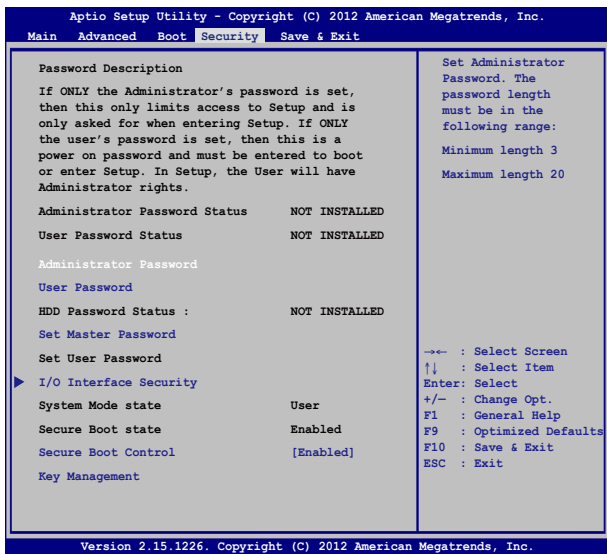 Aptio Setup Utility - Copyright (C) 2012 American Megatrends, Inc.
Main Advanced Boot Security Save & Exit
Password Description
If ONLY the Administrator's password is set,
then this only limits access to Setup and is
only asked for when entering Setup. If ONLY
the user's password is set, then this is a
power on password and must be entered to boot
or enter Setup. In Setup, the User will have
Administrator rights.
Administrator Password Status NOT INSTALLED
User Password Status NOT INSTALLED
Administrator Password
User Password
HDD Password Status : NOT INSTALLED
Set Master Password
Set User Password
I/O Interface Security
System Mode state User
Secure Boot state Enabled
Secure Boot Control [Enabled]
Key Management
Set Administrator
Password. The
password length
must be in the
following range:
Minimum length 3
Maximum length 20
→← : Select Screen
↑↓ : Select Item
Enter: Select
+/— : Change Opt.
F1 : General Help
F9 : Optimized Defaults
F10 : Save & Exit
ESC : Exit
Version 2.15.1226. Copyright (C) 2012 American Megatrends, Inc.